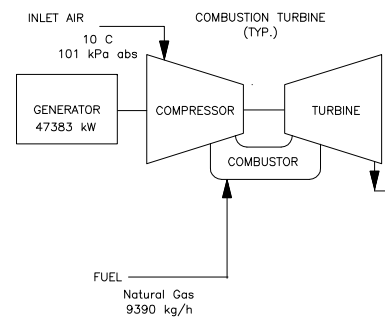 INLET AIR
10 C
101 kPa abs
COMBUSTION TURBINE
(TYP.)
GENERATOR
47383 kW
COMPRESSOR
TURBINE
COMBUSTOR
FUEL
Natural Gas
9390 kg/h